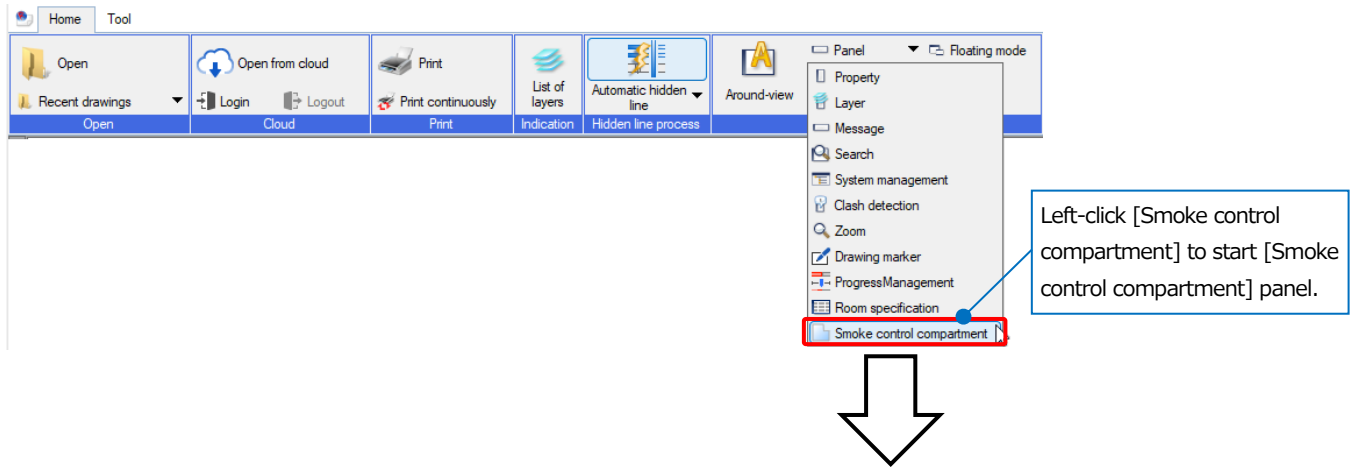 Home Tool
Open
Recent drawings
Open
Open from cloud
Login Logout
Cloud
Print
Print continuously
Print
List of
layers
Indication
Automatic hidden
line
Hidden line process
Around-view
Panel Floating mode
Property
Layer
Message
Search
System management
Clash detection
Zoom
Drawing marker
ProgressManagement
Room specification
Smoke control compartment
Left-click [Smoke control
compartment] to start [Smoke
control compartment] panel.